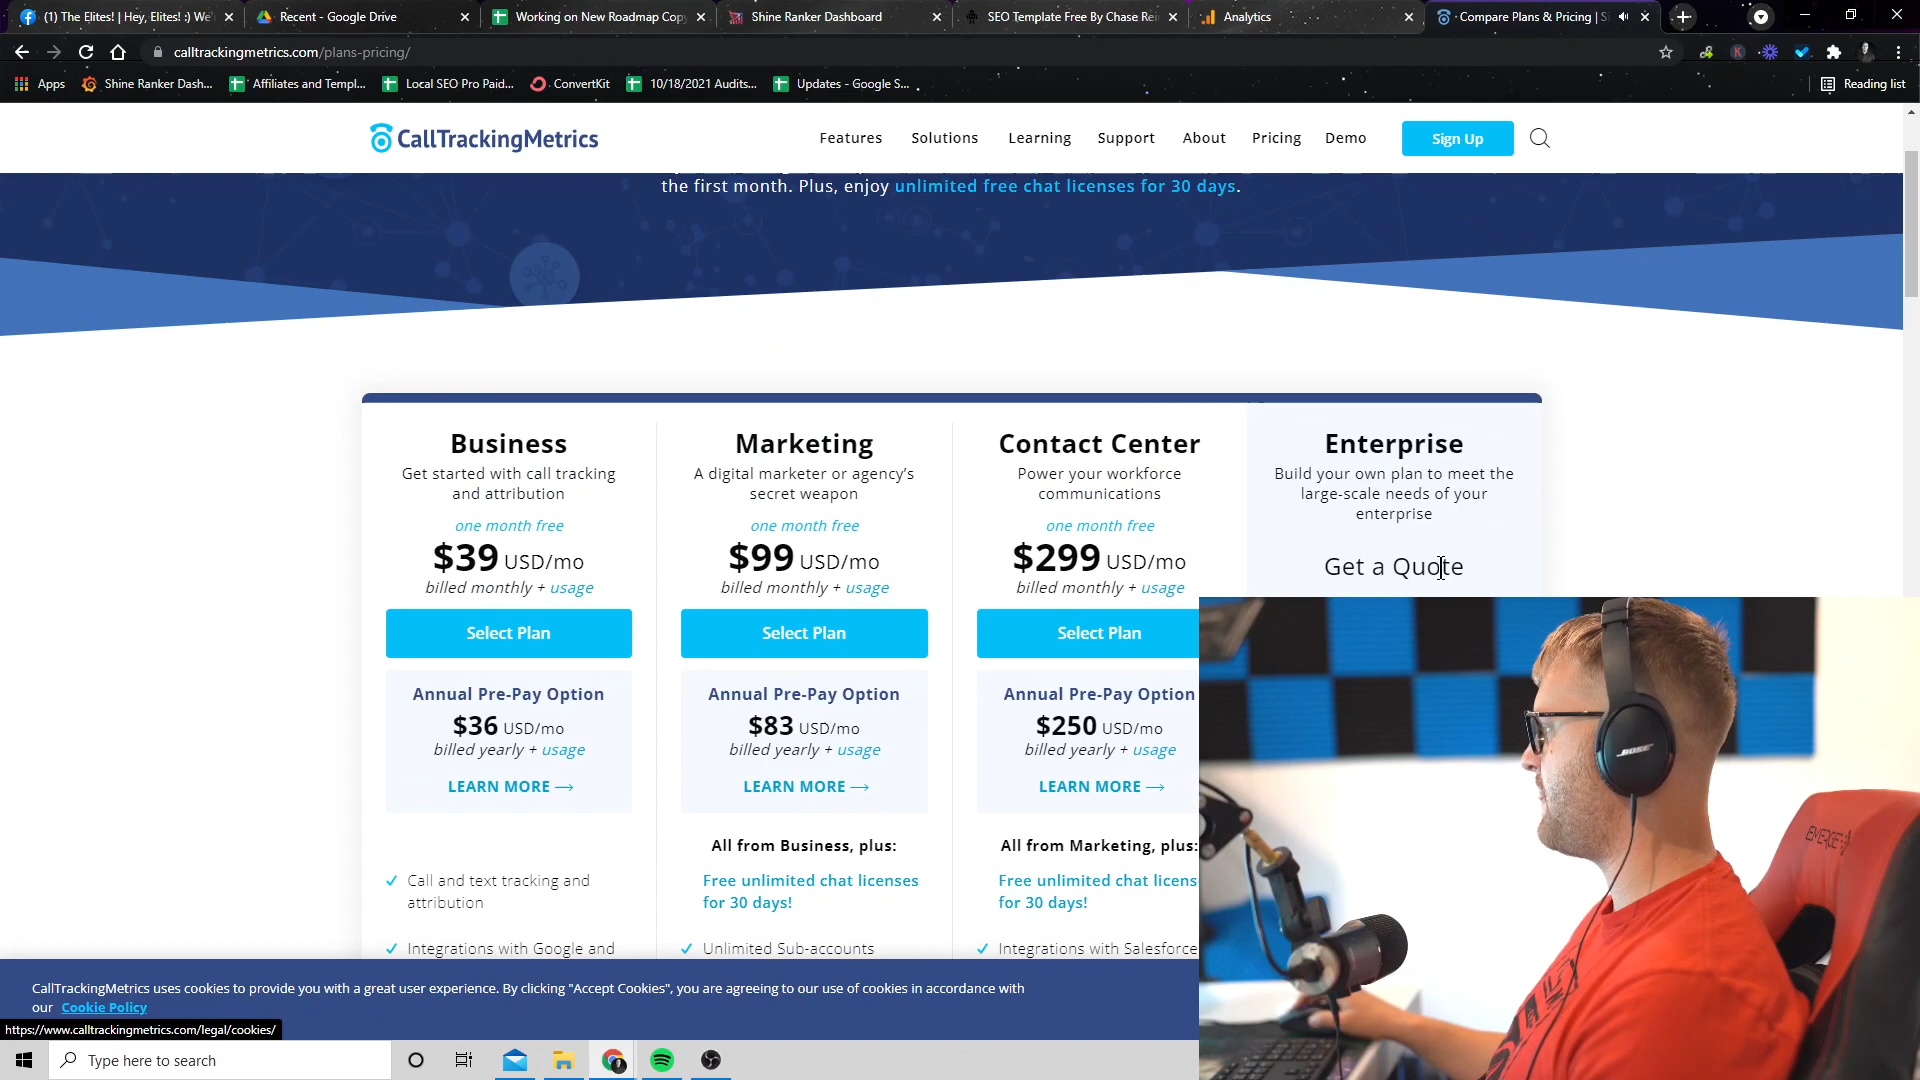 (1) The Elites! | Hey, Elites! :) We'
Recent - Google Drive
Working on New Roadmap Copy
Shine Ranker Dashboard
SEO Template Free By Chase Rei
Analytics
Compare Plans & Pricing | S
calltrackingmetrics.com/plans-pricing/
Apps
Shine Ranker Dash...
Affiliates and Templ...
Local SEO Pro Paid...
ConvertKit
10/18/2021 Audits...
Updates - Google S...
Reading list
CallTrackingMetrics
Features
Solutions
Learning
Support
About
Pricing
Demo
Sign Up
the first month. Plus, enjoy unlimited free chat licenses for 30 days.
Business
Get started with call tracking
and attribution
one month free
$39 USD/mo
billed monthly + usage
Select Plan
Annual Pre-Pay Option
$36 USD/mo
billed yearly + usage
LEARN MORE →
Call and text tracking and
attribution
Integrations with Google and
Marketing
A digital marketer or agency's
secret weapon
one month free
$99 USD/mo
billed monthly + usage
Select Plan
Annual Pre-Pay Option
$83 USD/mo
billed yearly + usage
LEARN MORE →
All from Business, plus:
Free unlimited chat licenses
for 30 days!
Unlimited Sub-accounts
Contact Center
Power your workforce
communications
one month free
$299 USD/mo
billed monthly + usage
Select Plan
Annual Pre-Pay Option
$250 USD/mo
billed yearly + usage
LEARN MORE →
All from Marketing, plus:
Free unlimited chat licens
for 30 days!
Integrations with Salesforce
Enterprise
Build your own plan to meet the
large-scale needs of your
enterprise
Get a Quote
BOSE
EMERGE
CallTrackingMetrics uses cookies to provide you with a great user experience. By clicking "Accept Cookies", you are agreeing to our use of cookies in accordance with
our Cookie Policy
https://www.calltrackingmetrics.com/legal/cookies/
Type here to search